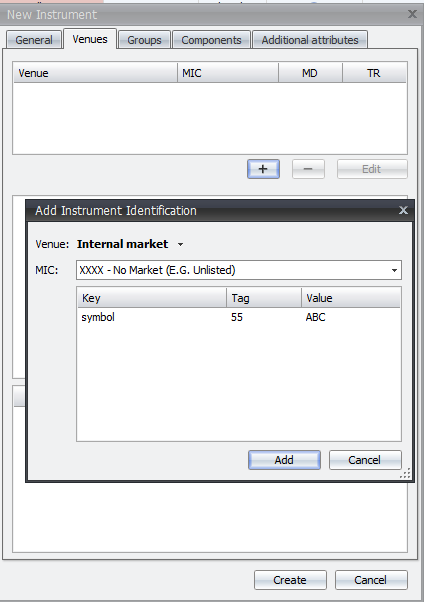 New Instrument
General Venues Groups Components Additional attributes
Venue MIC MD TR
+ − Edit
Add Instrument Identification
Venue: Internal market
MIC: XXXX - No Market (E.G. Unlisted)
Key Tag Value
symbol 55 ABC
Add Cancel
Create Cancel